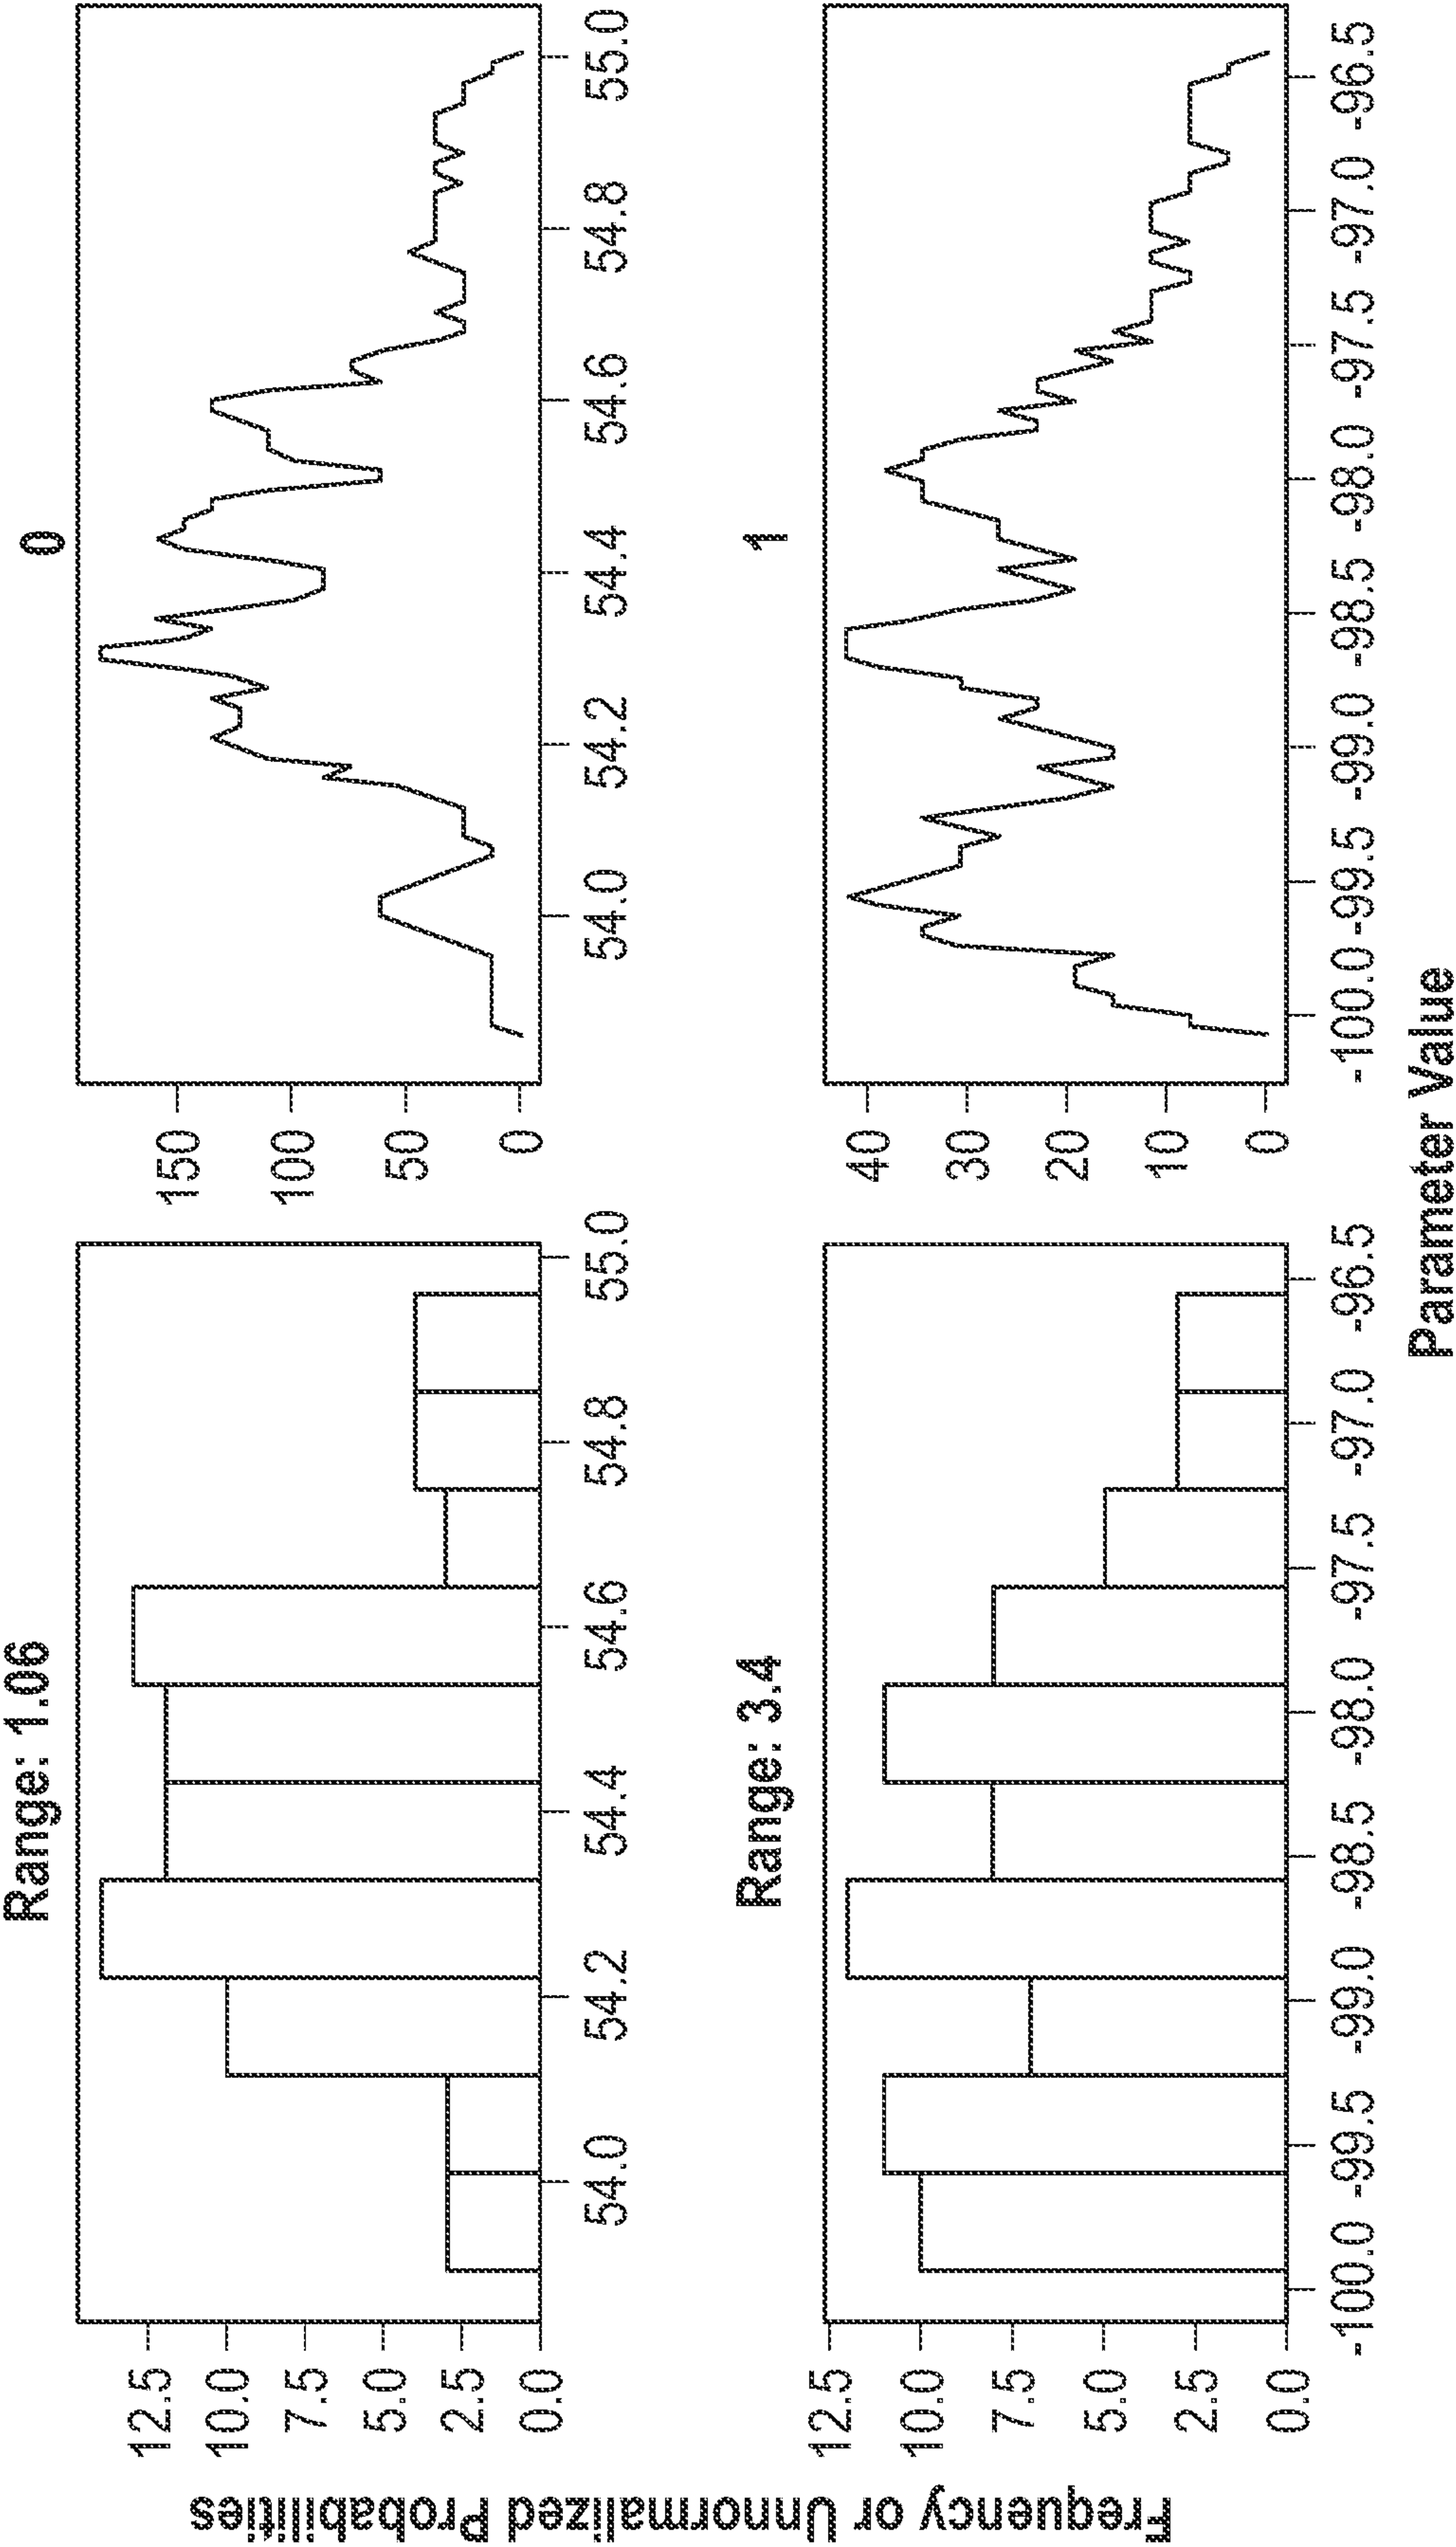 Range: 1.06
0
12.5
10.0
7.5
5.0
2.5
0.0
54.0 54.2 54.4 54.6 54.8 55.0
150
100
50
0
54.0 54.2 54.4 54.6 54.8 55.0
Range: 3.4
1
12.5
10.0
7.5
5.0
2.5
0.0
-100.0 -99.5 -99.0 -98.5 -98.0 -97.5 -97.0 -96.5
40
30
20
10
0
-100.0 -99.5 -99.0 -98.5 -98.0 -97.5 -97.0 -96.5
Frequency or Unnormalized Probabilities
Parameter Value